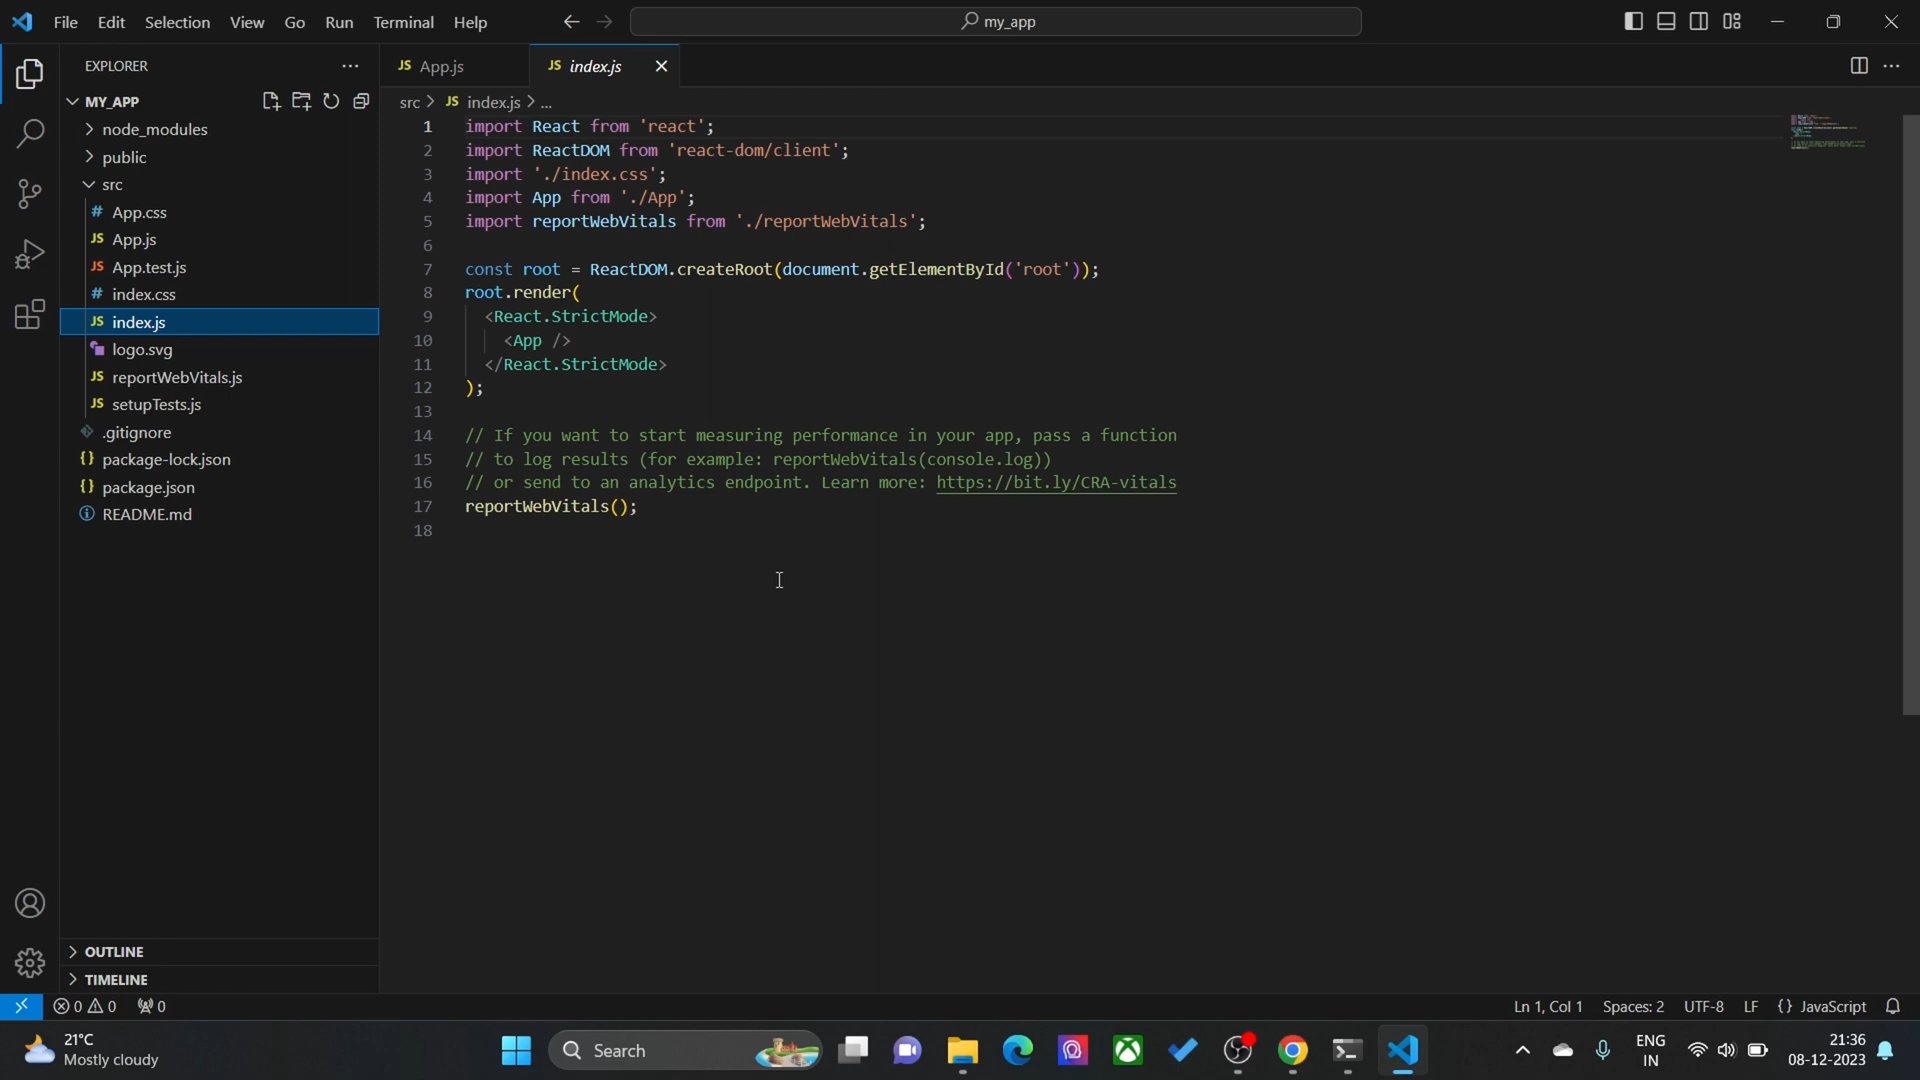 File Edit Selection View Go Run Terminal Help
my_app
EXPLORER
MY_APP
node_modules
public
src
# App.css
JS App.js
JS App.test.js
# index.css
JS index.js
logo.svg
JS reportWebVitals.js
JS setupTests.js
.gitignore
{} package-lock.json
{} package.json
README.md
OUTLINE
TIMELINE
JS App.js
JS index.js
src > JS index.js > ...
1 import React from 'react';
2 import ReactDOM from 'react-dom/client';
3 import './index.css';
4 import App from './App';
5 import reportWebVitals from './reportWebVitals';
6
7 const root = ReactDOM.createRoot(document.getElementById('root'));
8 root.render(
9 <React.StrictMode>
10 <App />
11 </React.StrictMode>
12 );
13
14 // If you want to start measuring performance in your app, pass a function
15 // to log results (for example: reportWebVitals(console.log))
16 // or send to an analytics endpoint. Learn more: https://bit.ly/CRA-vitals
17 reportWebVitals();
18
0 0 0
Ln 1, Col 1 Spaces: 2 UTF-8 LF {} JavaScript
21°C
Mostly cloudy
Search
ENG
IN
21:36
08-12-2023